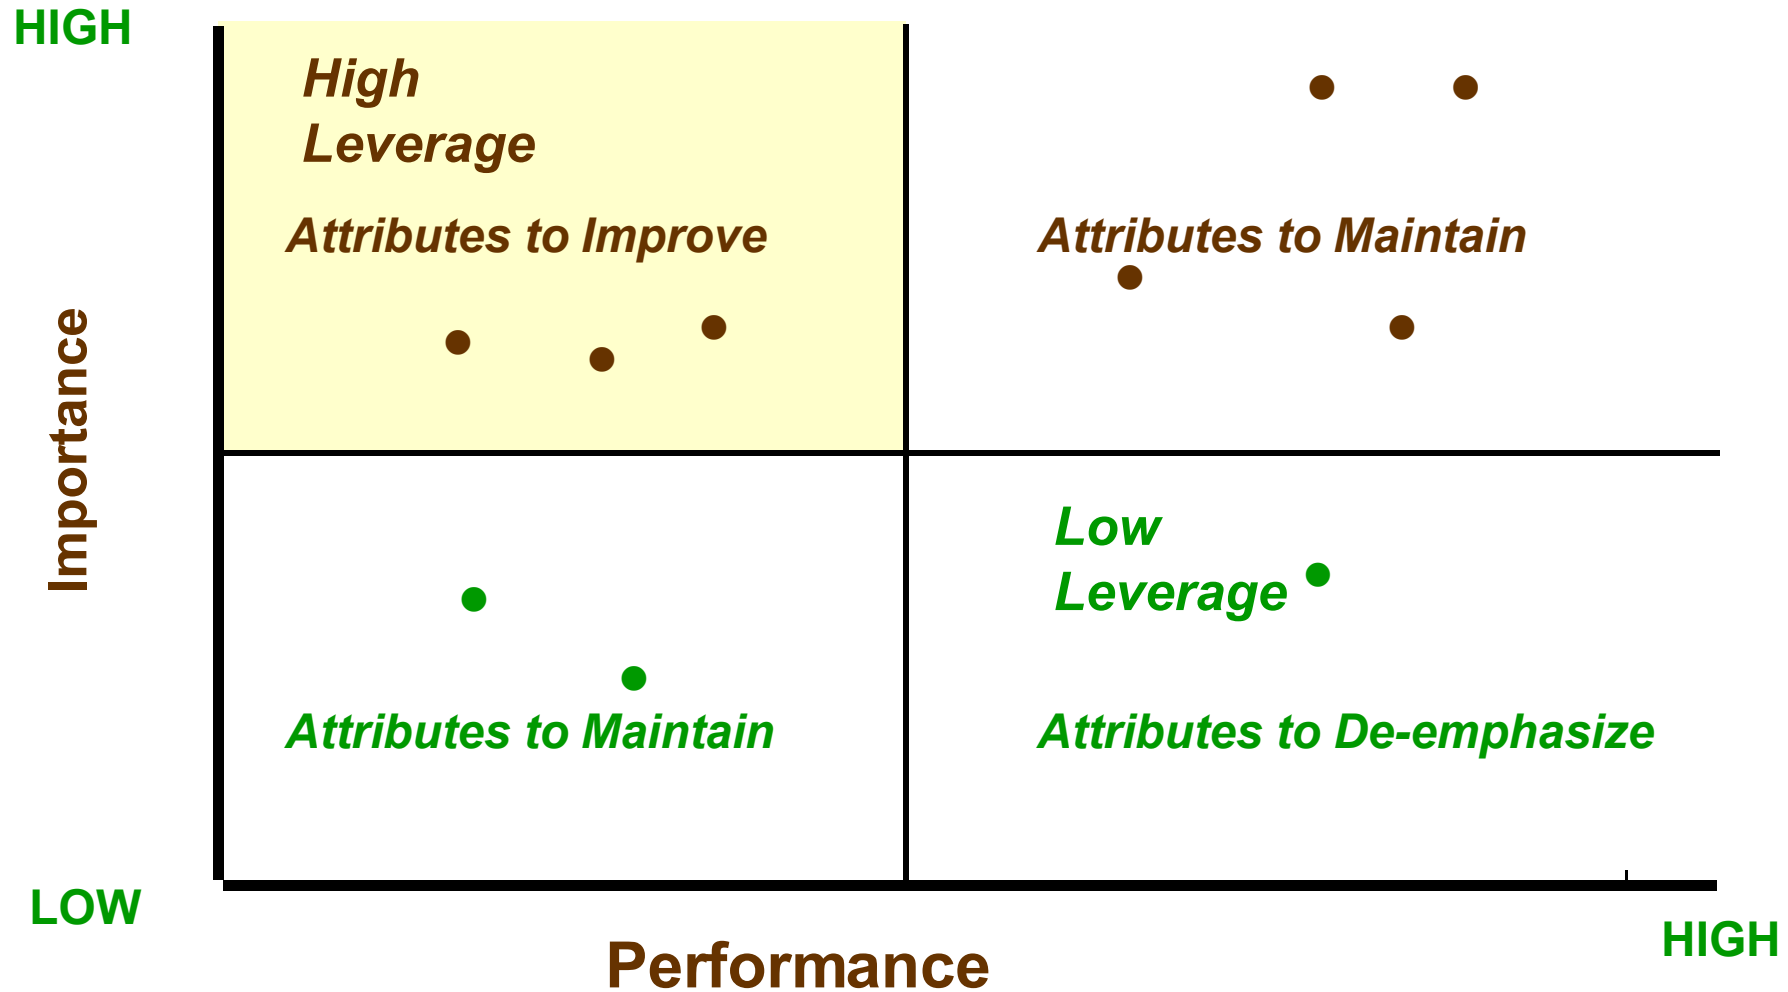 HIGH
High
Leverage
Attributes to Improve
Attributes to Maintain
Importance
Low
Leverage
Attributes to Maintain
Attributes to De-emphasize
LOW
HIGH
Performance